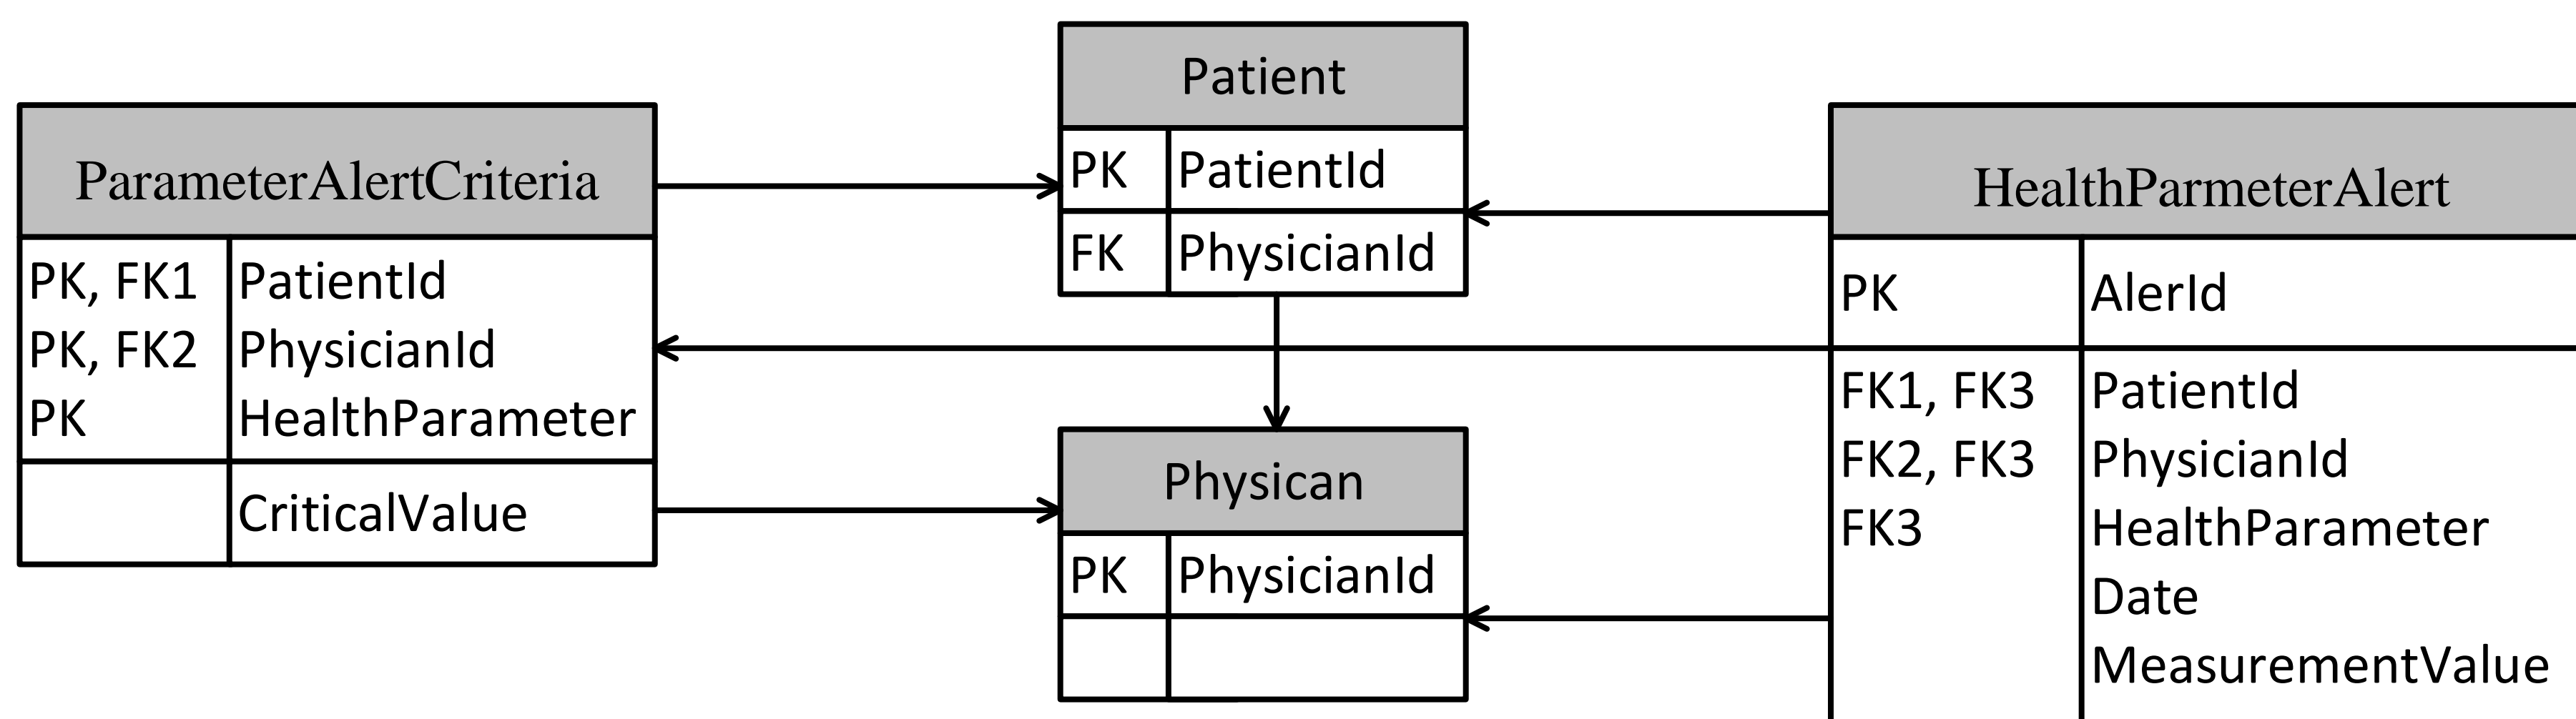 ParameterAlertCriteria
PK, FK1 PatientId
PK, FK2 PhysicianId
PK HealthParameter
CriticalValue
Patient
PK PatientId
FK PhysicianId
Physican
PK PhysicianId
HealthParmeterAlert
PK AlerId
FK1, FK3 PatientId
FK2, FK3 PhysicianId
FK3 HealthParameter
Date
MeasurementValue